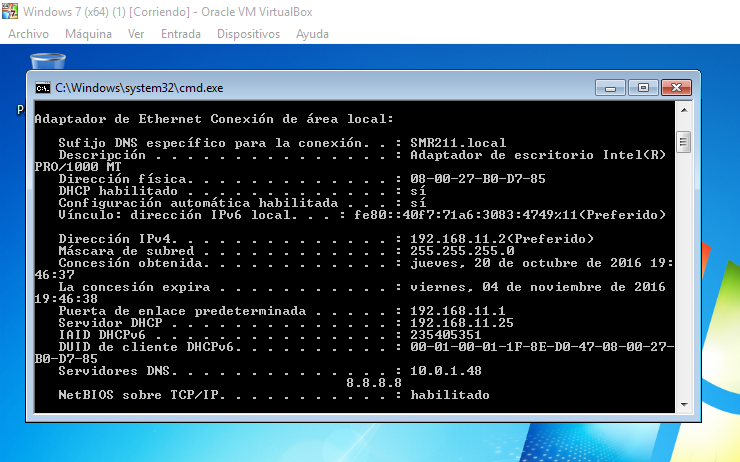 Windows 7 (x64) (1) [Corriendo] - Oracle VM VirtualBox
Archivo Máquina Ver Entrada Dispositivos Ayuda
C:\Windows\system32\cmd.exe
Adaptador de Ethernet Conexión de área local:
Sufijo DNS específico para la conexión. . : SMR211.local
Descripción . . . . . . . . . . . . . . . : Adaptador de escritorio Intel(R)
PRO/1000 MT
Dirección física. . . . . . . . . . . . . : 08-00-27-B0-D7-85
DHCP habilitado . . . . . . . . . . . . . : sí
Configuración automática habilitada . . . : sí
Vínculo: dirección IPv6 local. . . : fe80::40f7:71a6:3083:4749%11(Preferido)
Dirección IPv4. . . . . . . . . . . . . . : 192.168.11.2(Preferido)
Máscara de subred . . . . . . . . . . . . : 255.255.255.0
Concesión obtenida. . . . . . . . . . . . : jueves, 20 de octubre de 2016 19:
46:37
La concesión expira . . . . . . . . . . . : viernes, 04 de noviembre de 2016
19:46:38
Puerta de enlace predeterminada . . . . . : 192.168.11.1
Servidor DHCP . . . . . . . . . . . . . . : 192.168.11.25
IAID DHCPv6 . . . . . . . . . . . . . . . : 235405351
DUID de cliente DHCPv6. . . . . . . . . . : 00-01-00-01-1F-8E-D0-47-08-00-27-
B0-D7-85
Servidores DNS. . . . . . . . . . . . . . : 10.0.1.48
8.8.8.8
NetBIOS sobre TCP/IP. . . . . . . . . . . : habilitado